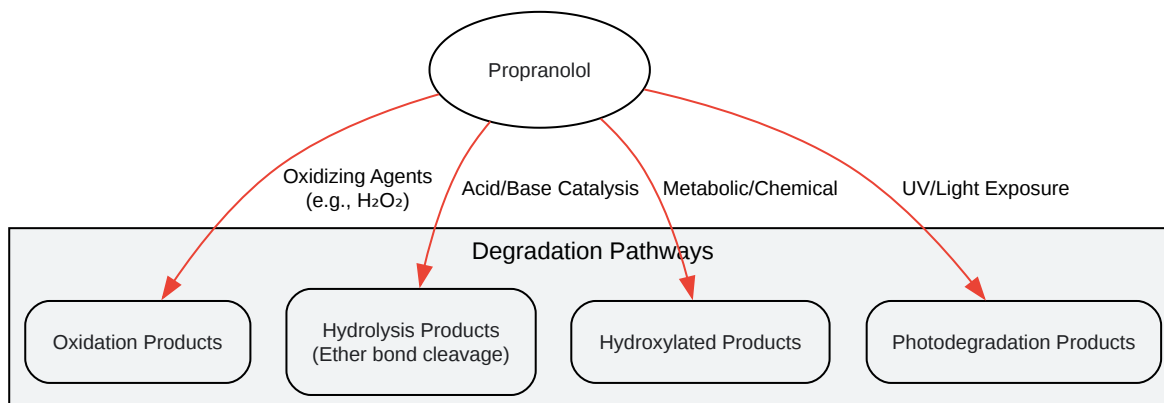 Propranolol
Oxidizing Agents
(e.g., H₂O₂)
Acid/Base Catalysis
Metabolic/Chemical
UV/Light Exposure
Degradation Pathways
Oxidation Products
Hydrolysis Products
(Ether bond cleavage)
Hydroxylated Products
Photodegradation Products